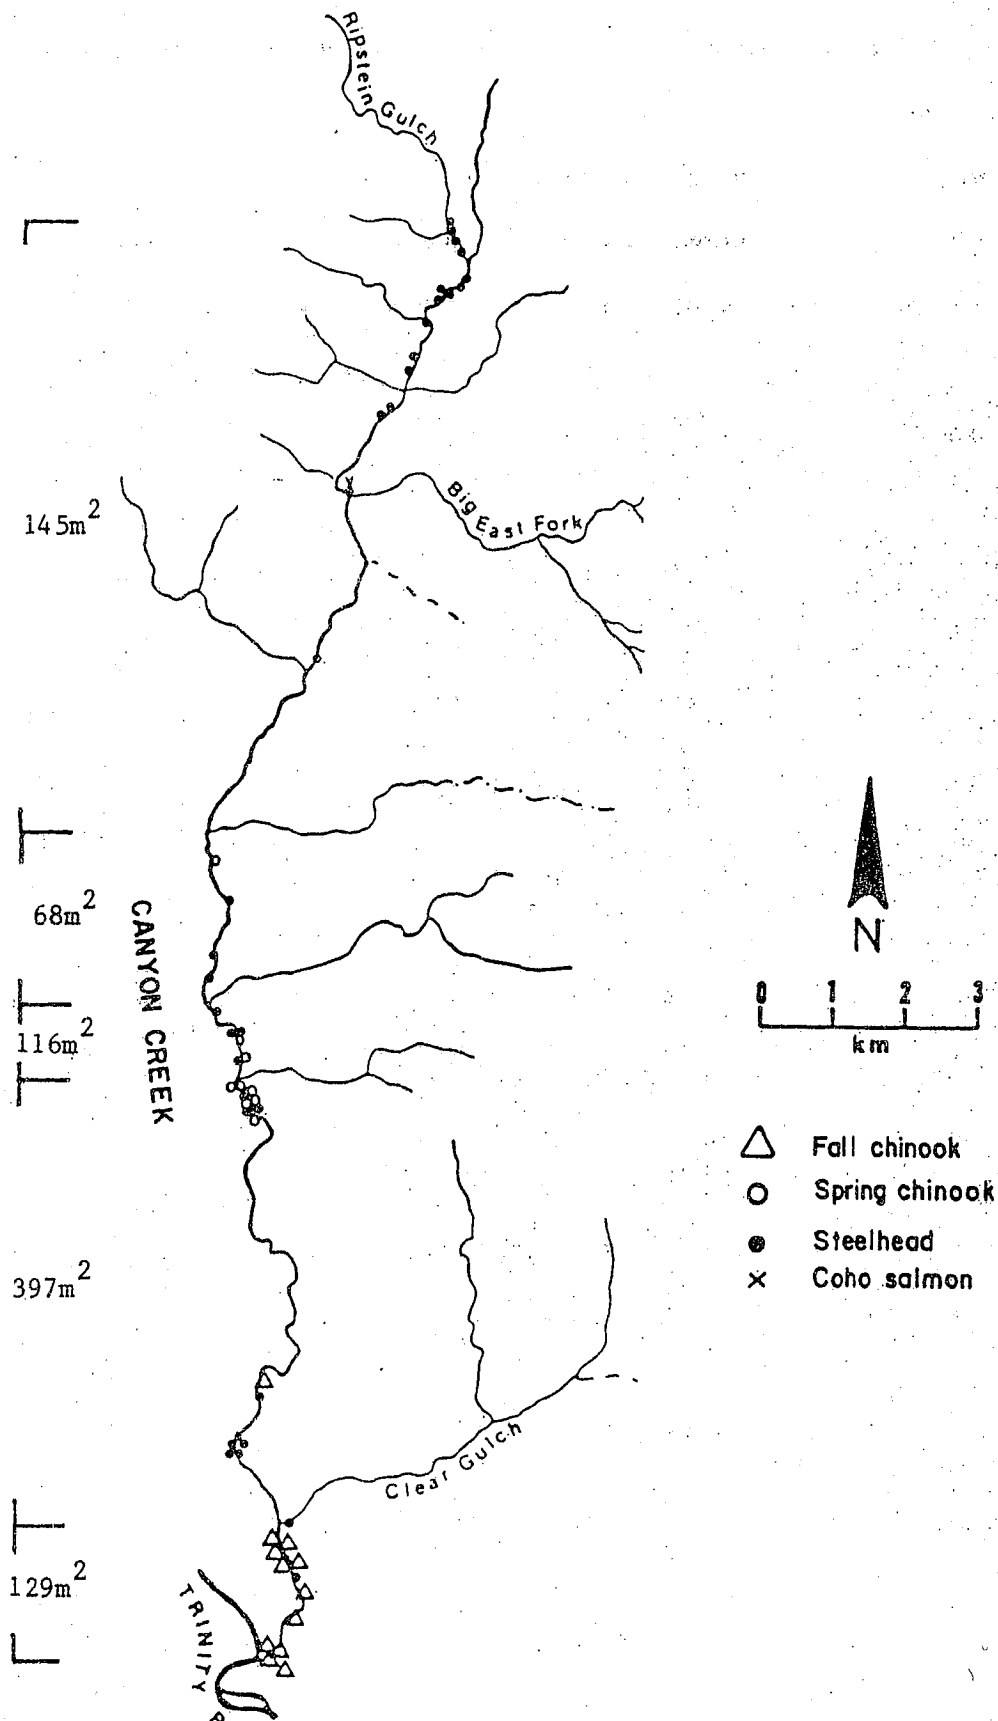 Ripstein Gulch
145m2
Big East Fork
68m2
CANYON CREEK
116m2
N
0 1 2 3
km
Fall chinook
Spring chinook
Steelhead
Coho salmon
397m2
Clear Gulch
129m2
TRINITY